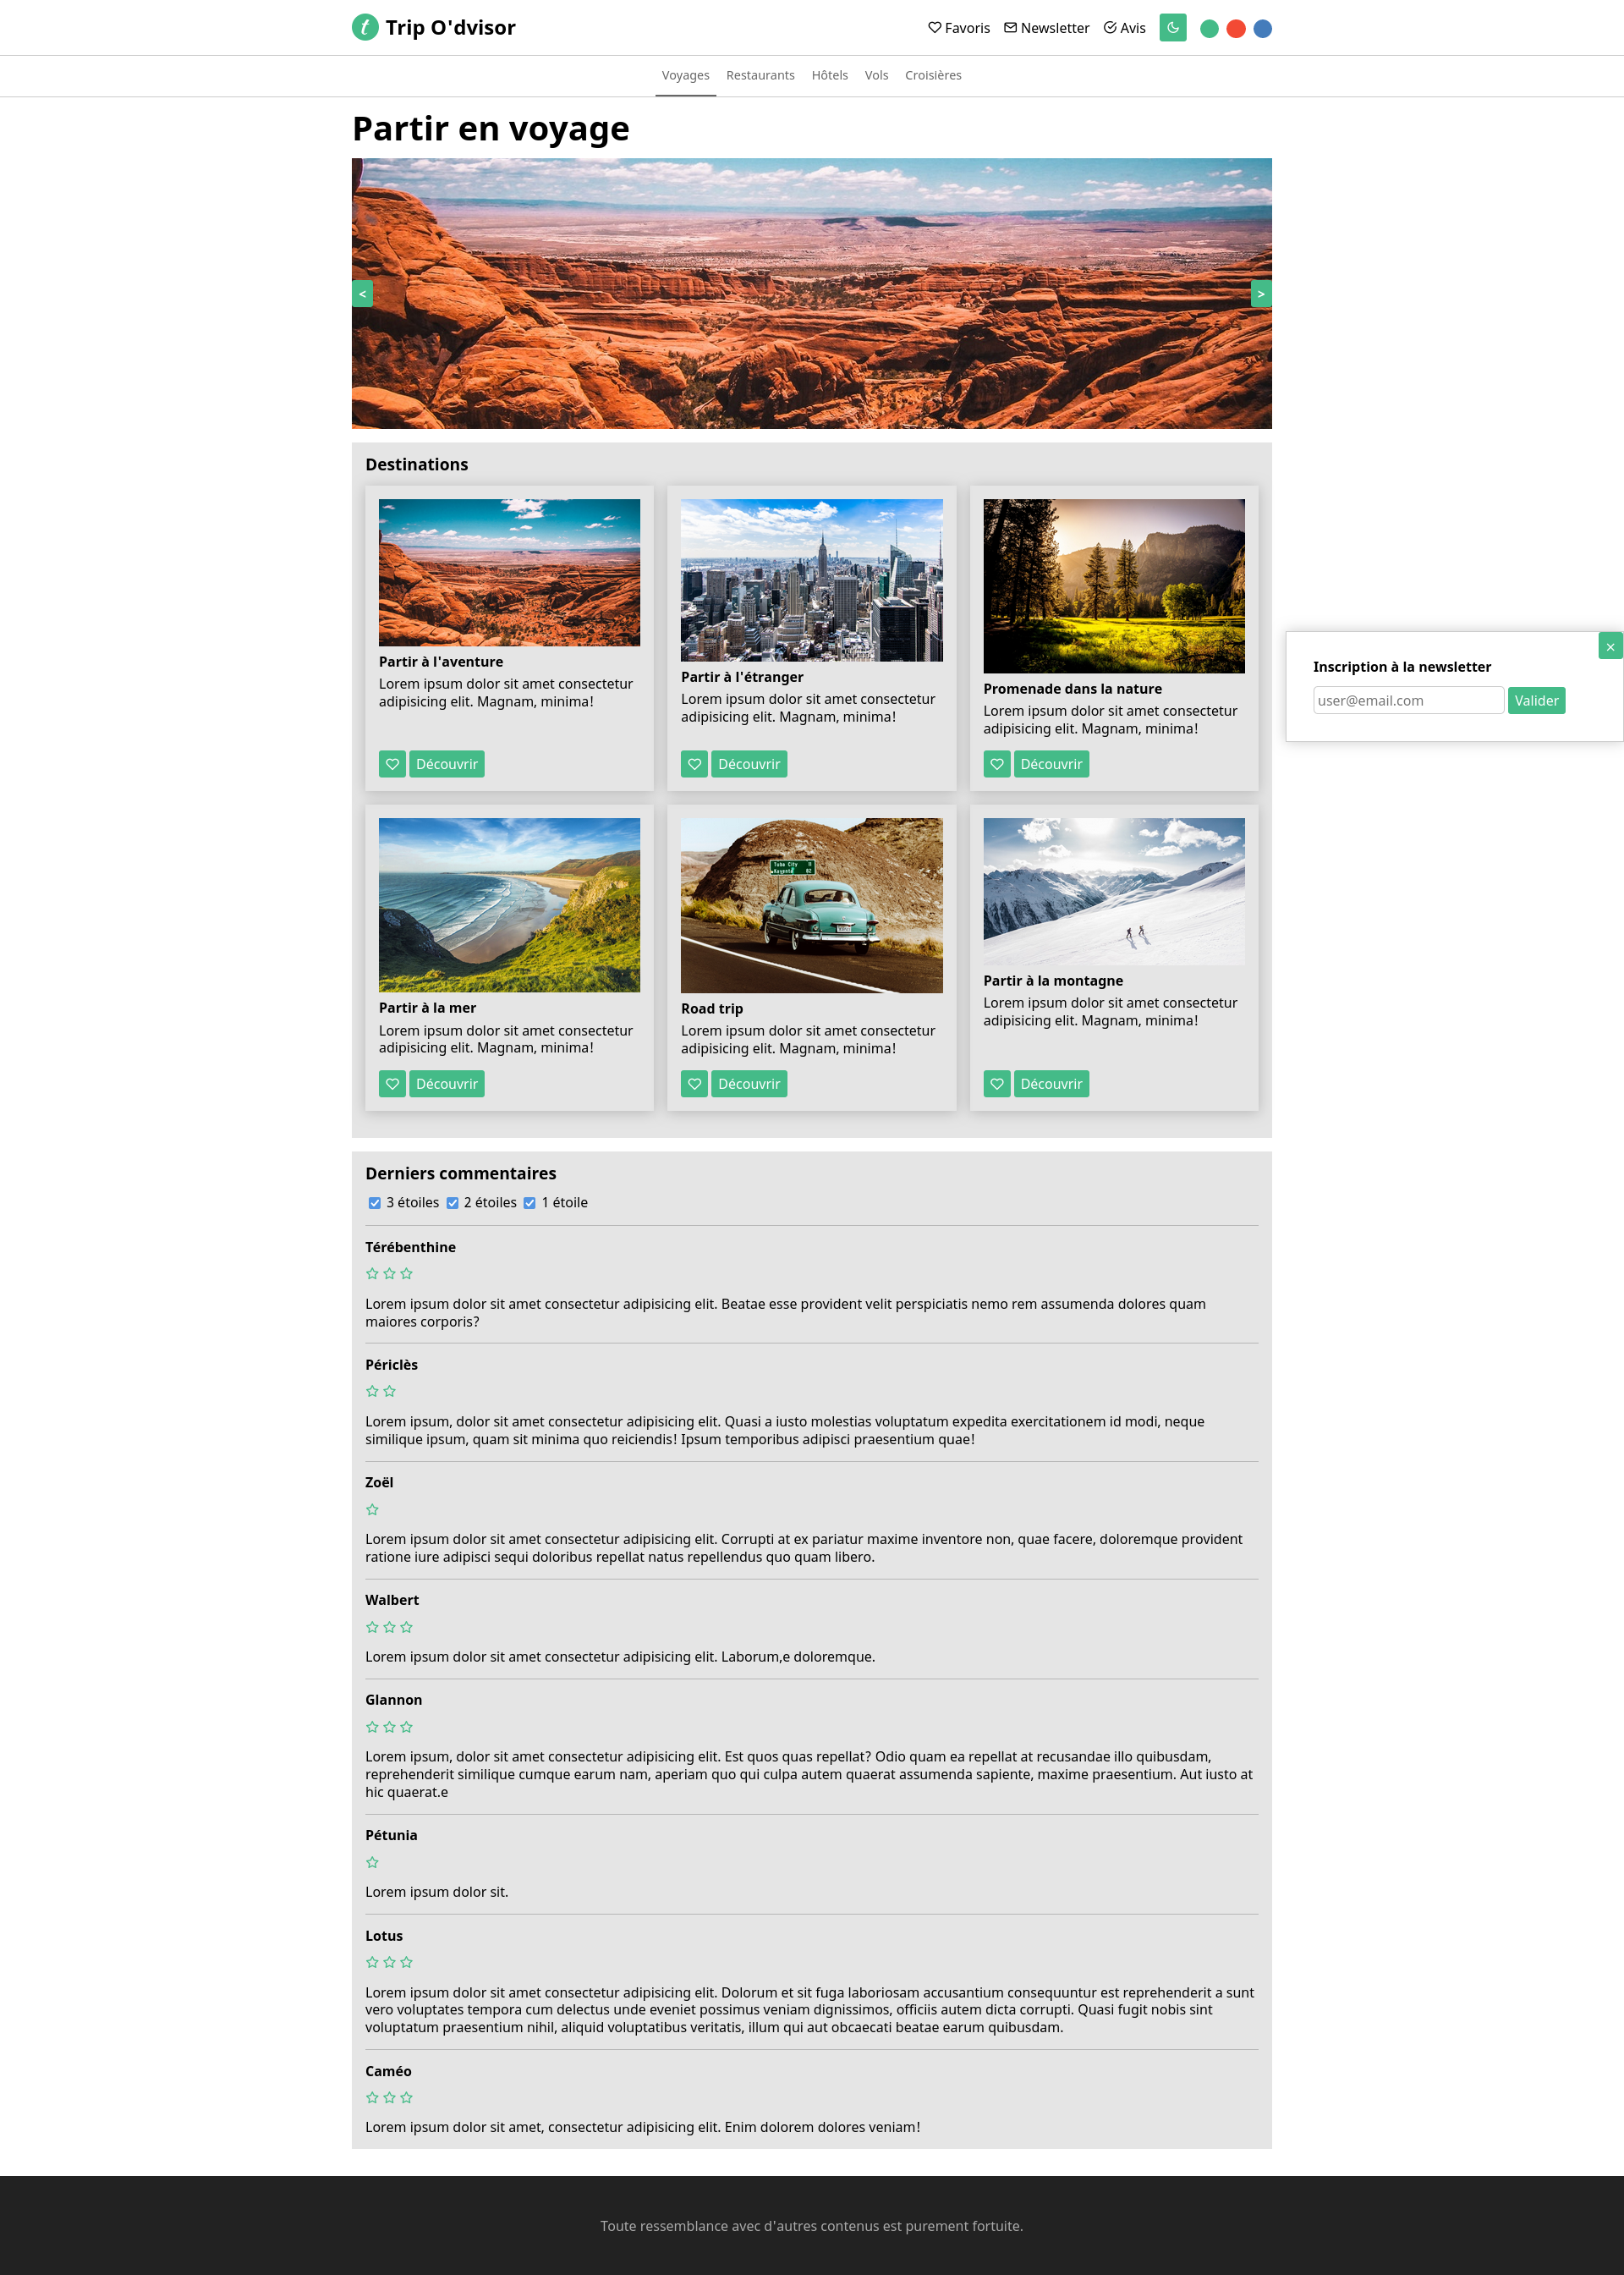 t Trip O'dvisor
Favoris Newsletter Avis
Voyages Restaurants Hôtels Vols Croisières
Partir en voyage
< >
Destinations
Partir à l'aventure
Lorem ipsum dolor sit amet consectetur
adipisicing elit. Magnam, minima!
Découvrir
Partir à l'étranger
Lorem ipsum dolor sit amet consectetur
adipisicing elit. Magnam, minima!
Découvrir
Promenade dans la nature
Lorem ipsum dolor sit amet consectetur
adipisicing elit. Magnam, minima!
Découvrir
×
Inscription à la newsletter
user@email.com Valider
Partir à la mer
Lorem ipsum dolor sit amet consectetur
adipisicing elit. Magnam, minima!
Découvrir
Tuba City 11
Kayenta 82
Road trip
Lorem ipsum dolor sit amet consectetur
adipisicing elit. Magnam, minima!
Découvrir
Partir à la montagne
Lorem ipsum dolor sit amet consectetur
adipisicing elit. Magnam, minima!
Découvrir
Derniers commentaires
3 étoiles 2 étoiles 1 étoile
Térébenthine
Lorem ipsum dolor sit amet consectetur adipisicing elit. Beatae esse provident velit perspiciatis nemo rem assumenda dolores quam
maiores corporis?
Périclès
Lorem ipsum, dolor sit amet consectetur adipisicing elit. Quasi a iusto molestias voluptatum expedita exercitationem id modi, neque
similique ipsum, quam sit minima quo reiciendis! Ipsum temporibus adipisci praesentium quae!
Zoël
Lorem ipsum dolor sit amet consectetur adipisicing elit. Corrupti at ex pariatur maxime inventore non, quae facere, doloremque provident
ratione iure adipisci sequi doloribus repellat natus repellendus quo quam libero.
Walbert
Lorem ipsum dolor sit amet consectetur adipisicing elit. Laborum,e doloremque.
Glannon
Lorem ipsum, dolor sit amet consectetur adipisicing elit. Est quos quas repellat? Odio quam ea repellat at recusandae illo quibusdam,
reprehenderit similique cumque earum nam, aperiam quo qui culpa autem quaerat assumenda sapiente, maxime praesentium. Aut iusto at
hic quaerat.e
Pétunia
Lorem ipsum dolor sit.
Lotus
Lorem ipsum dolor sit amet consectetur adipisicing elit. Dolorum et sit fuga laboriosam accusantium consequuntur est reprehenderit a sunt
vero voluptates tempora cum delectus unde eveniet possimus veniam dignissimos, officiis autem dicta corrupti. Quasi fugit nobis sint
voluptatum praesentium nihil, aliquid voluptatibus veritatis, illum qui aut obcaecati beatae earum quibusdam.
Caméo
Lorem ipsum dolor sit amet, consectetur adipisicing elit. Enim dolorem dolores veniam!
Toute ressemblance avec d'autres contenus est purement fortuite.